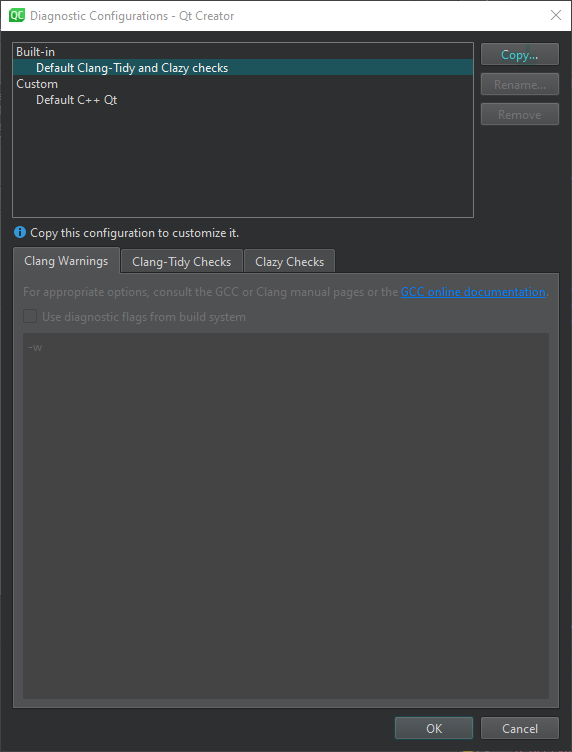 QC Diagnostic Configurations - Qt Creator
Built-in
Default Clang-Tidy and Clazy checks
Custom
Default C++ Qt
Copy...
Rename...
Remove
Copy this configuration to customize it.
Clang Warnings Clang-Tidy Checks Clazy Checks
For appropriate options, consult the GCC or Clang manual pages or the GCC online documentation.
Use diagnostic flags from build system
-w
OK Cancel